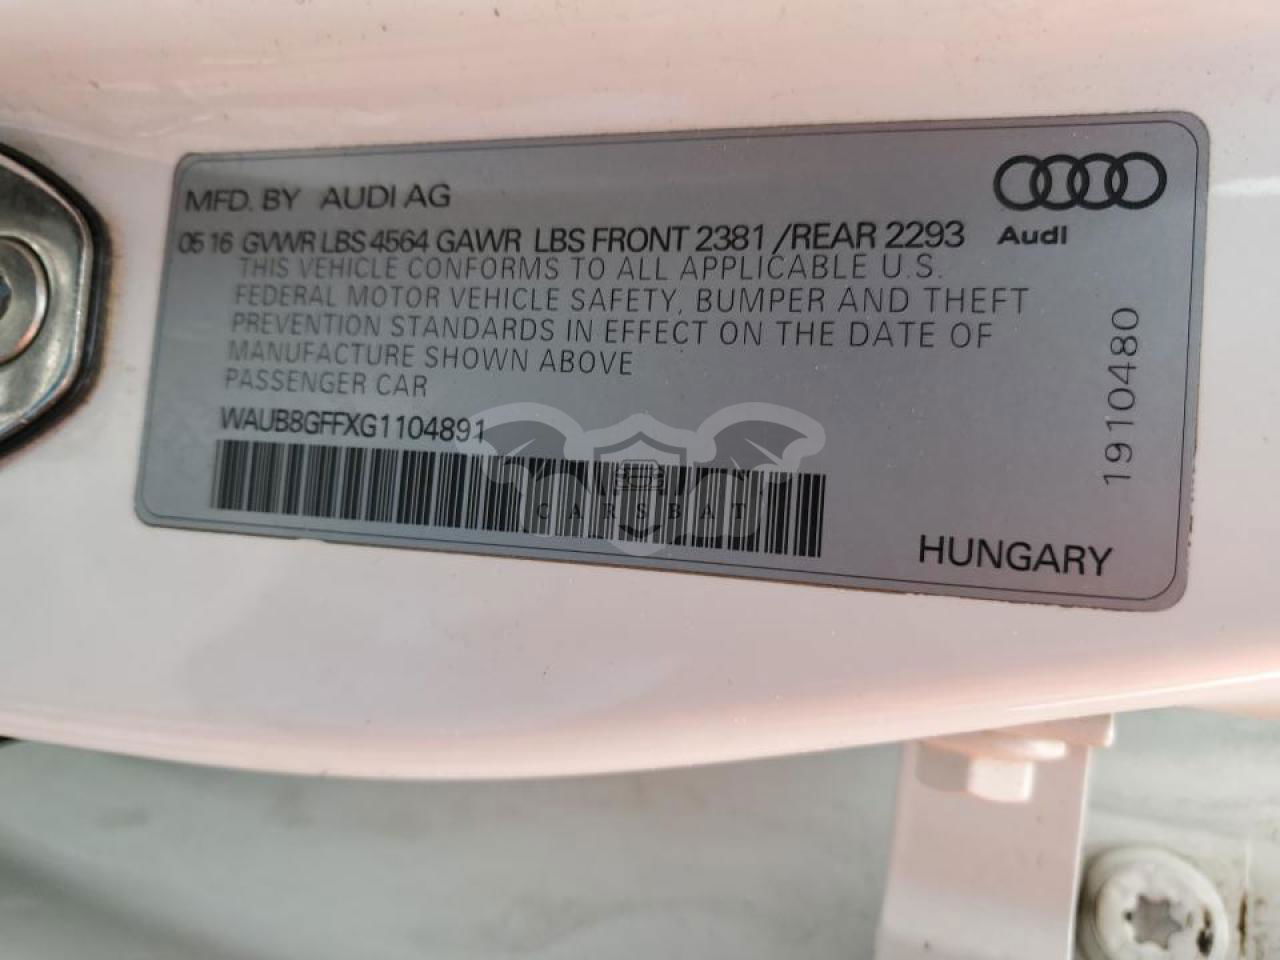 MFD. BY AUDI AG
Audi
05 16 GVWR LBS 4564 GAWR LBS FRONT 2381 /REAR 2293
THIS VEHICLE CONFORMS TO ALL APPLICABLE U.S.
FEDERAL MOTOR VEHICLE SAFETY, BUMPER AND THEFT
PREVENTION STANDARDS IN EFFECT ON THE DATE OF
MANUFACTURE SHOWN ABOVE
PASSENGER CAR
WAUB8GFFXG1104891
1910480
CARSBAT
HUNGARY